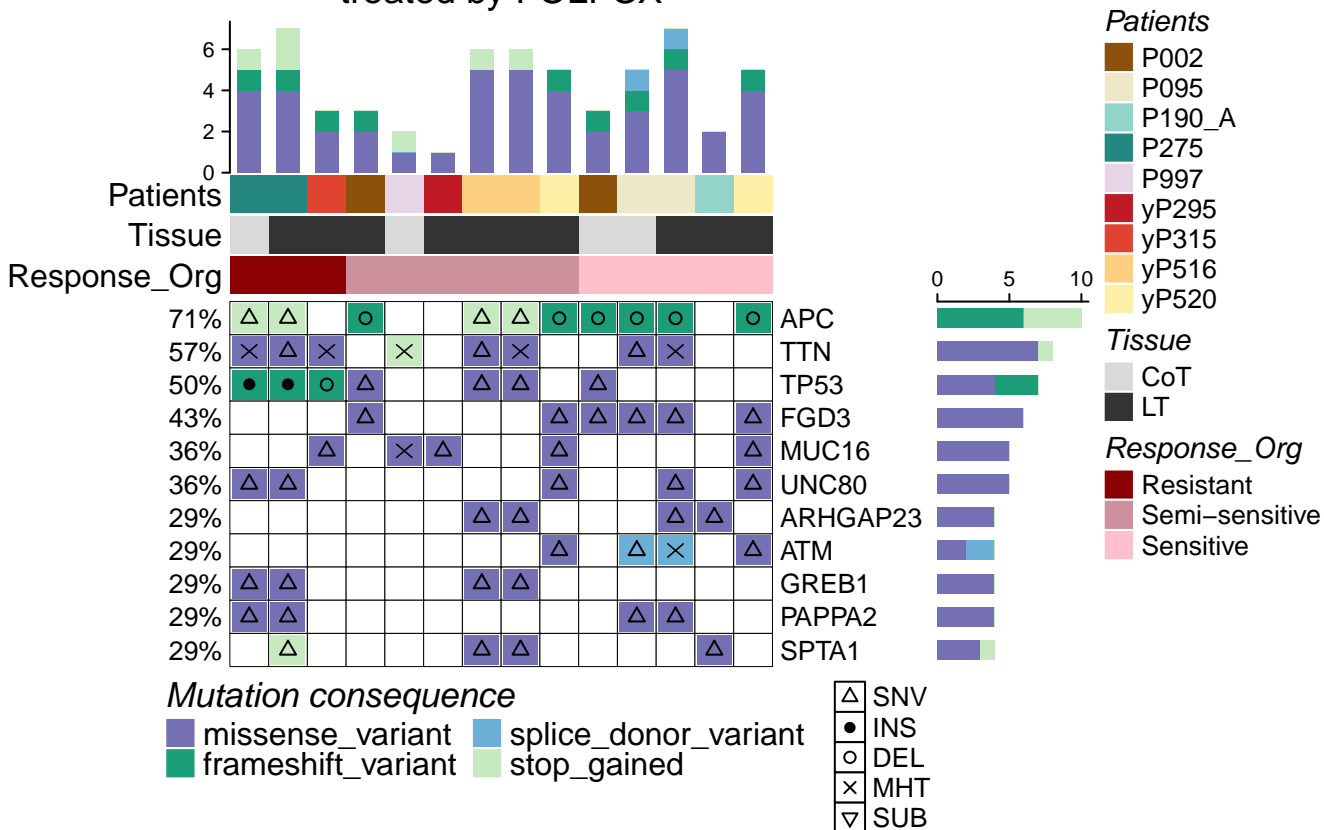 Patients
P002
P095
P190_A
P275
P997
yP295
yP315
yP516
yP520
Tissue
CoT
LT
Response_Org
Resistant
Semi−sensitive
Sensitive
6
4
2
0
Patients
Tissue
Response_Org
0 5 10
71% APC
57% TTN
50% TP53
43% FGD3
36% MUC16
36% UNC80
29% ARHGAP23
29% ATM
29% GREB1
29% PAPPA2
29% SPTA1
Mutation consequence
missense_variant splice_donor_variant
frameshift_variant stop_gained
SNV
INS
DEL
MHT
SUB